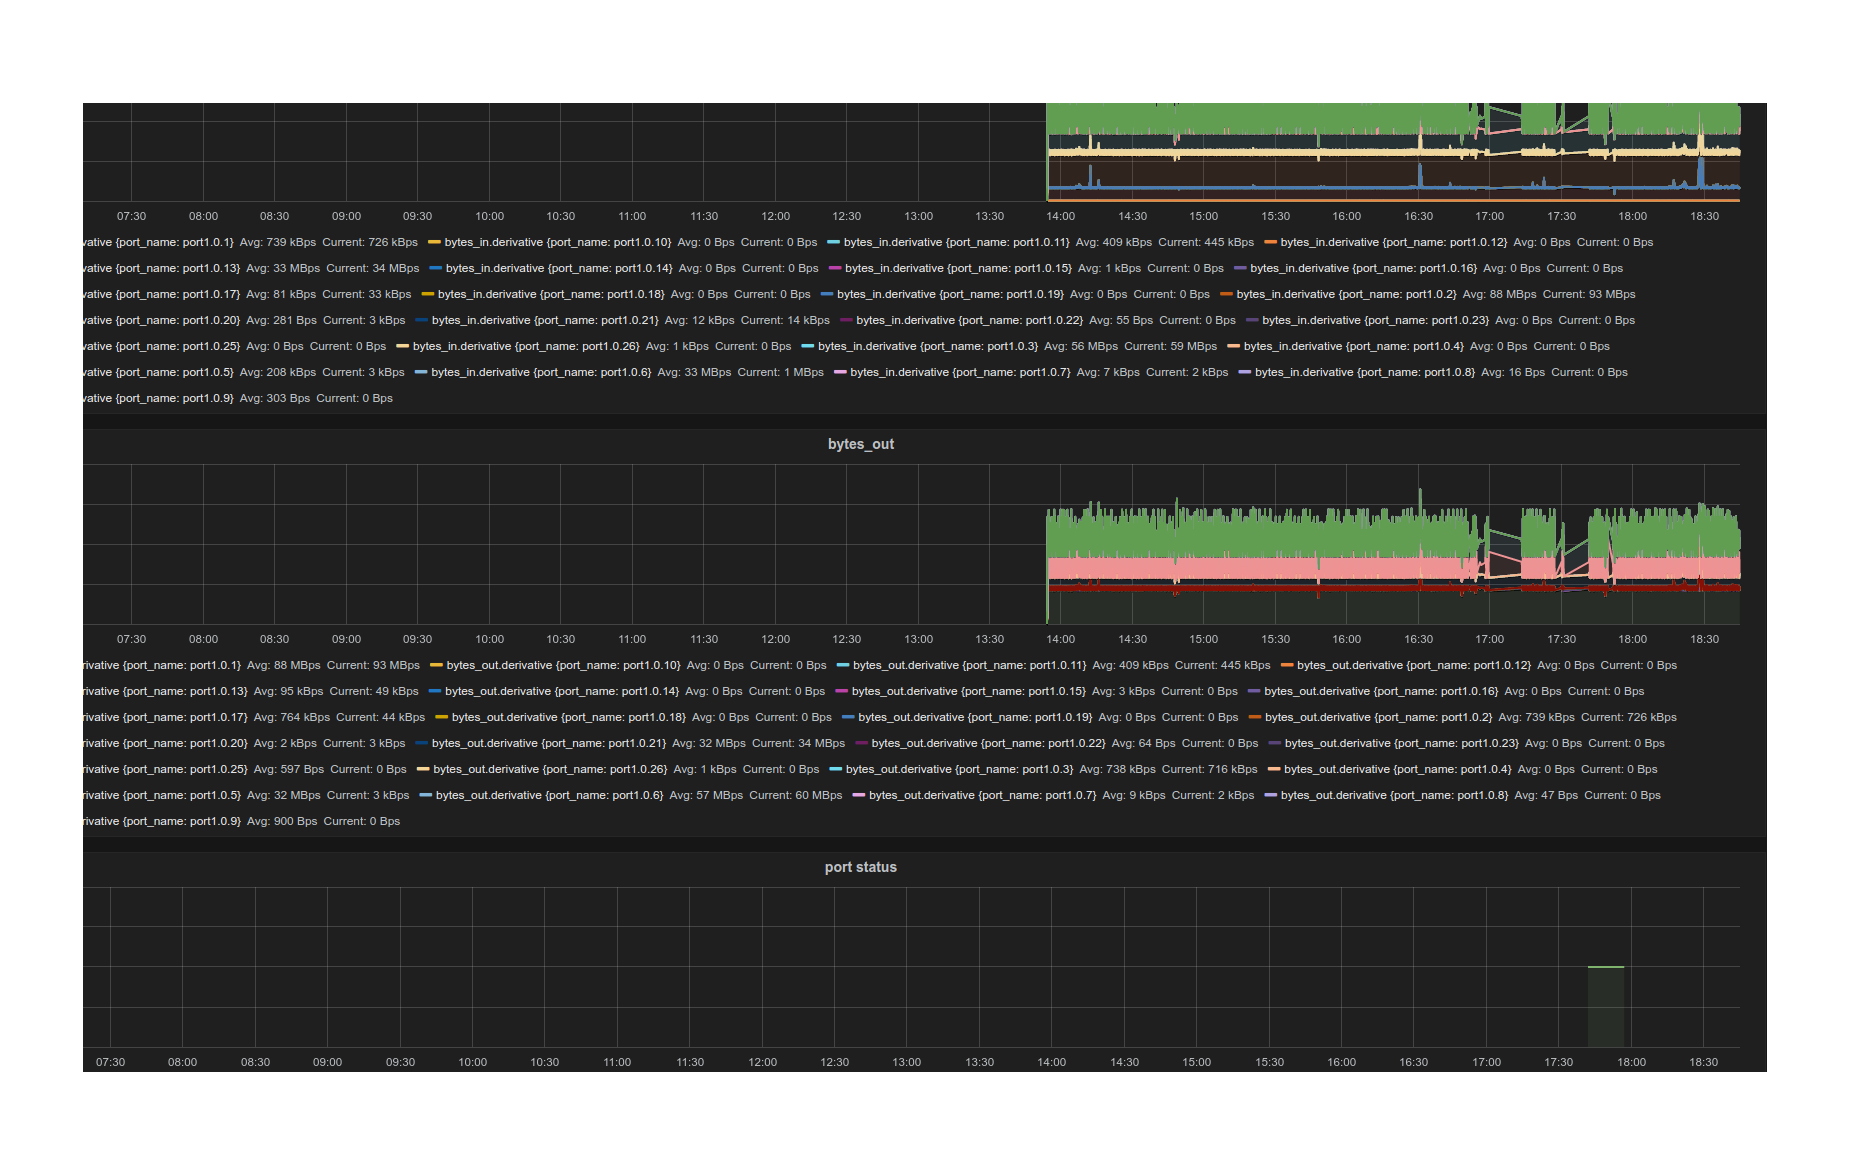 07:30 08:00 08:30 09:00 09:30 10:00 10:30 11:00 11:30 12:00 12:30 13:00 13:30 14:00 14:30 15:00 15:30 16:00 16:30 17:00 17:30 18:00 18:30
vative {port_name: port1.0.1} Avg: 739 kBps Current: 726 kBps bytes_in.derivative {port_name: port1.0.10} Avg: 0 Bps Current: 0 Bps bytes_in.derivative {port_name: port1.0.11} Avg: 409 kBps Current: 445 kBps bytes_in.derivative {port_name: port1.0.12} Avg: 0 Bps Current: 0 Bps
vative {port_name: port1.0.13} Avg: 33 MBps Current: 34 MBps bytes_in.derivative {port_name: port1.0.14} Avg: 0 Bps Current: 0 Bps bytes_in.derivative {port_name: port1.0.15} Avg: 1 kBps Current: 0 Bps bytes_in.derivative {port_name: port1.0.16} Avg: 0 Bps Current: 0 Bps
vative {port_name: port1.0.17} Avg: 81 kBps Current: 33 kBps bytes_in.derivative {port_name: port1.0.18} Avg: 0 Bps Current: 0 Bps bytes_in.derivative {port_name: port1.0.19} Avg: 0 Bps Current: 0 Bps bytes_in.derivative {port_name: port1.0.2} Avg: 88 MBps Current: 93 MBps
vative {port_name: port1.0.20} Avg: 281 Bps Current: 3 kBps bytes_in.derivative {port_name: port1.0.21} Avg: 12 kBps Current: 14 kBps bytes_in.derivative {port_name: port1.0.22} Avg: 55 Bps Current: 0 Bps bytes_in.derivative {port_name: port1.0.23} Avg: 0 Bps Current: 0 Bps
vative {port_name: port1.0.25} Avg: 0 Bps Current: 0 Bps bytes_in.derivative {port_name: port1.0.26} Avg: 1 kBps Current: 0 Bps bytes_in.derivative {port_name: port1.0.3} Avg: 56 MBps Current: 59 MBps bytes_in.derivative {port_name: port1.0.4} Avg: 0 Bps Current: 0 Bps
vative {port_name: port1.0.5} Avg: 208 kBps Current: 3 kBps bytes_in.derivative {port_name: port1.0.6} Avg: 33 MBps Current: 1 MBps bytes_in.derivative {port_name: port1.0.7} Avg: 7 kBps Current: 2 kBps bytes_in.derivative {port_name: port1.0.8} Avg: 16 Bps Current: 0 Bps
vative {port_name: port1.0.9} Avg: 303 Bps Current: 0 Bps
bytes_out
07:30 08:00 08:30 09:00 09:30 10:00 10:30 11:00 11:30 12:00 12:30 13:00 13:30 14:00 14:30 15:00 15:30 16:00 16:30 17:00 17:30 18:00 18:30
rivative {port_name: port1.0.1} Avg: 88 MBps Current: 93 MBps bytes_out.derivative {port_name: port1.0.10} Avg: 0 Bps Current: 0 Bps bytes_out.derivative {port_name: port1.0.11} Avg: 409 kBps Current: 445 kBps bytes_out.derivative {port_name: port1.0.12} Avg: 0 Bps Current: 0 Bps
rivative {port_name: port1.0.13} Avg: 95 kBps Current: 49 kBps bytes_out.derivative {port_name: port1.0.14} Avg: 0 Bps Current: 0 Bps bytes_out.derivative {port_name: port1.0.15} Avg: 3 kBps Current: 0 Bps bytes_out.derivative {port_name: port1.0.16} Avg: 0 Bps Current: 0 Bps
rivative {port_name: port1.0.17} Avg: 764 kBps Current: 44 kBps bytes_out.derivative {port_name: port1.0.18} Avg: 0 Bps Current: 0 Bps bytes_out.derivative {port_name: port1.0.19} Avg: 0 Bps Current: 0 Bps bytes_out.derivative {port_name: port1.0.2} Avg: 739 kBps Current: 726 kBps
rivative {port_name: port1.0.20} Avg: 2 kBps Current: 3 kBps bytes_out.derivative {port_name: port1.0.21} Avg: 32 MBps Current: 34 MBps bytes_out.derivative {port_name: port1.0.22} Avg: 64 Bps Current: 0 Bps bytes_out.derivative {port_name: port1.0.23} Avg: 0 Bps Current: 0 Bps
rivative {port_name: port1.0.25} Avg: 597 Bps Current: 0 Bps bytes_out.derivative {port_name: port1.0.26} Avg: 1 kBps Current: 0 Bps bytes_out.derivative {port_name: port1.0.3} Avg: 738 kBps Current: 716 kBps bytes_out.derivative {port_name: port1.0.4} Avg: 0 Bps Current: 0 Bps
rivative {port_name: port1.0.5} Avg: 32 MBps Current: 3 kBps bytes_out.derivative {port_name: port1.0.6} Avg: 57 MBps Current: 60 MBps bytes_out.derivative {port_name: port1.0.7} Avg: 9 kBps Current: 2 kBps bytes_out.derivative {port_name: port1.0.8} Avg: 47 Bps Current: 0 Bps
rivative {port_name: port1.0.9} Avg: 900 Bps Current: 0 Bps
port status
07:30 08:00 08:30 09:00 09:30 10:00 10:30 11:00 11:30 12:00 12:30 13:00 13:30 14:00 14:30 15:00 15:30 16:00 16:30 17:00 17:30 18:00 18:30